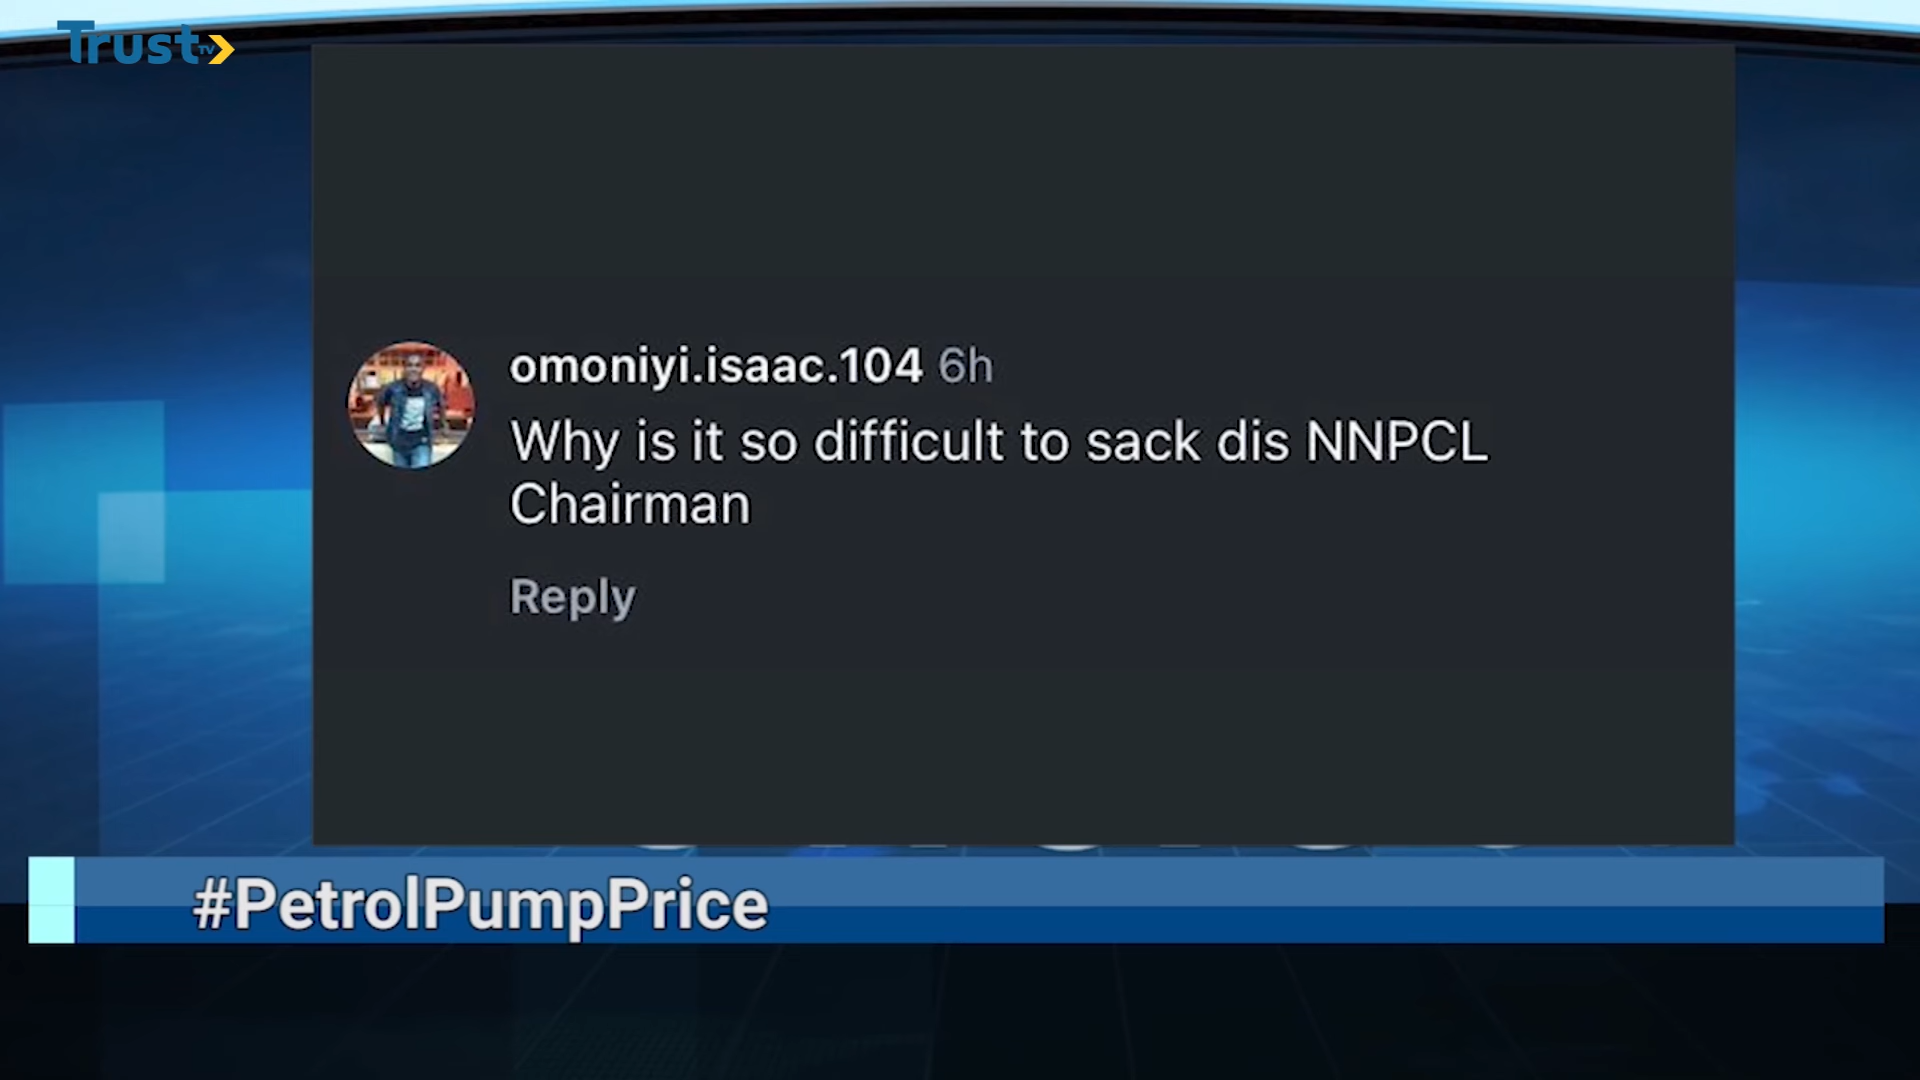 Trust TV
omoniyi.isaac.104 6h
Why is it so difficult to sack dis NNPCL
Chairman
Reply
#PetrolPumpPrice